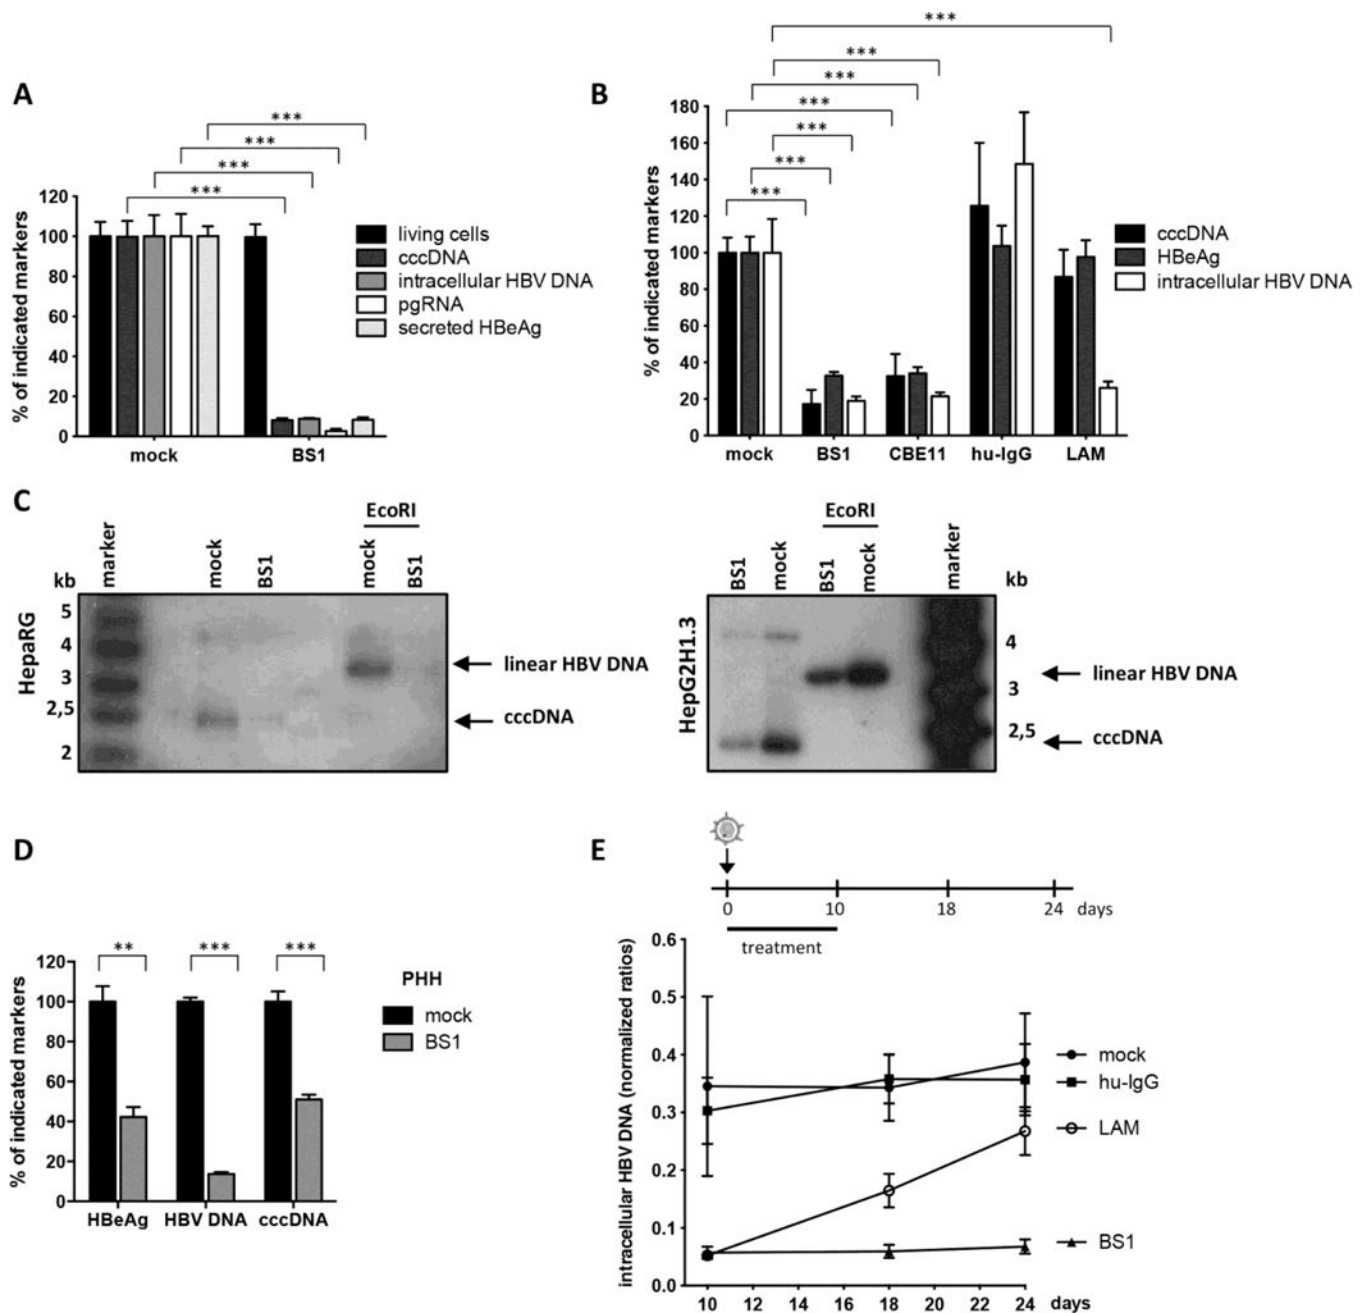 A
***
***
***
***
% of indicated markers
120
100
80
60
40
20
0
mock
BS1
living cells
cccDNA
intracellular HBV DNA
pgRNA
secreted HBeAg
B
***
***
***
***
***
***
***
% of indicated markers
180
160
140
120
100
80
60
40
20
0
mock
BS1
CBE11
hu-IgG
LAM
cccDNA
HBeAg
intracellular HBV DNA
C
HepaRG
kb
marker
mock
BS1
EcoRI
mock
BS1
5
4
3
2,5
2
linear HBV DNA
cccDNA
HepG2H1.3
BS1
mock
EcoRI
BS1
mock
marker
kb
4
3
2,5
linear HBV DNA
cccDNA
D
**
***
***
% of indicated markers
120
100
80
60
40
20
0
HBeAg
HBV DNA
cccDNA
PHH
mock
BS1
E
0
10
18
24
days
treatment
intracellular HBV DNA (normalized ratios)
0.6
0.5
0.4
0.3
0.2
0.1
0.0
10
12
14
16
18
20
22
24
days
mock
hu-IgG
LAM
BS1